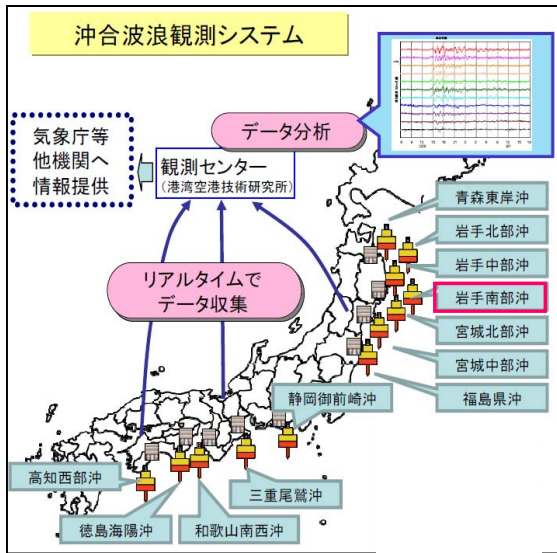 沖合波浪観測システム
データ分析
気象庁等
他機関へ
情報提供
観測センター
(港湾空港技術研究所)
リアルタイムで
データ収集
青森東岸沖
岩手北部沖
岩手中部沖
岩手南部沖
宮城北部沖
宮城中部沖
福島県沖
静岡御前崎沖
三重尾鷲沖
和歌山南西沖
徳島海陽沖
高知西部沖